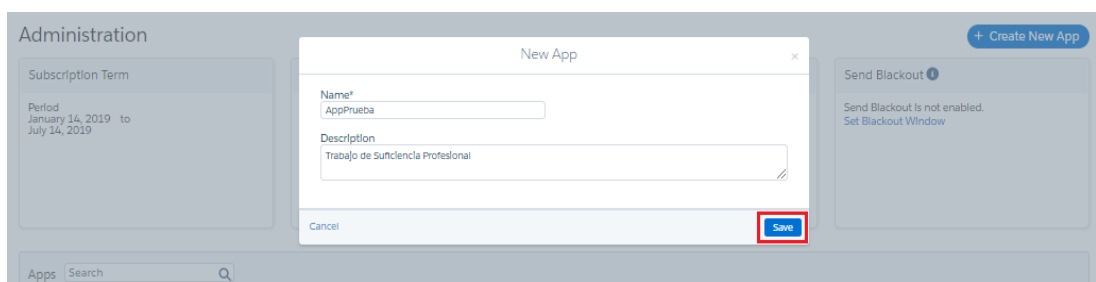 Administration
+ Create New App
Subscription Term
Period
January 14, 2019 to
July 14, 2019
New App
×
Name*
AppPrueba
Description
Trabajo de Suficiencia Profesional
Cancel
Save
Send Blackout
Send Blackout is not enabled.
Set Blackout Window
Apps
Search